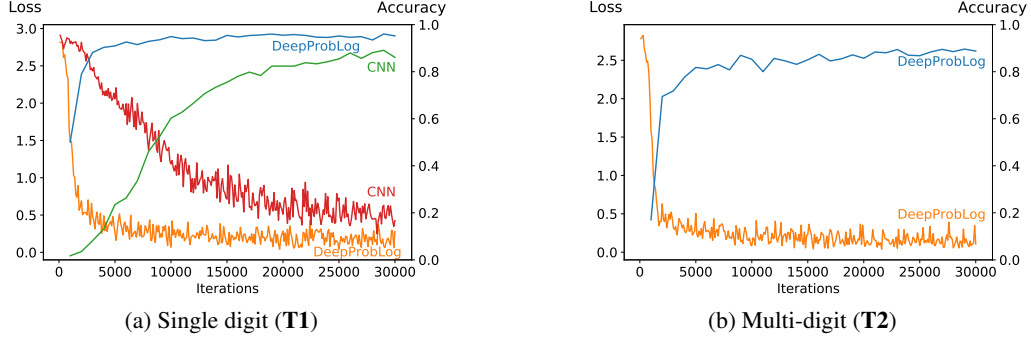 Loss
Accuracy
3.0
2.5
2.0
1.5
1.0
0.5
0.0
1.0
0.8
0.6
0.4
0.2
0.0
DeepProbLog
CNN
CNN
DeepProbLog
0
5000
10000
15000
20000
25000
30000
Iterations
(a) Single digit (T1)
Loss
Accuracy
2.5
2.0
1.5
1.0
0.5
0.0
1.0
0.8
0.6
0.4
0.2
0.0
DeepProbLog
DeepProbLog
0
5000
10000
15000
20000
25000
30000
Iterations
(b) Multi-digit (T2)